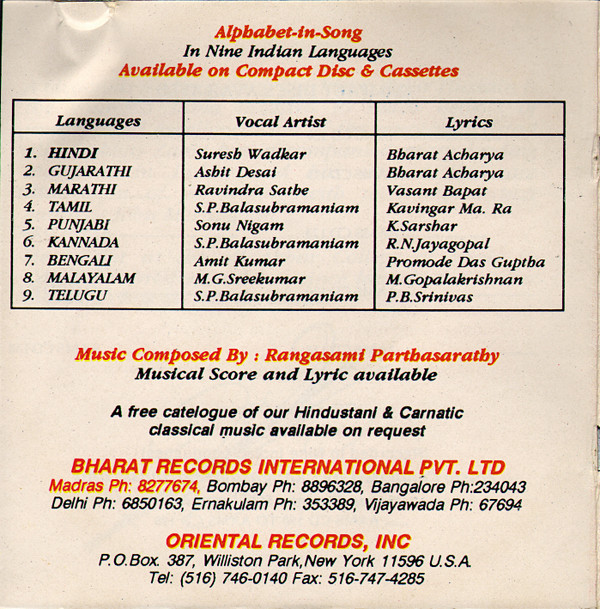 Alphabet-in-Song
In Nine Indian Languages
Available on Compact Disc & Cassettes
Languages Vocal Artist Lyrics
1. HINDI Suresh Wadkar Bharat Acharya
2. GUJARATHI Ashit Desai Bharat Acharya
3. MARATHI Ravindra Sathe Vasant Bapat
4. TAMIL S.P.Balasubramaniam Kavingar Ma. Ra
5. PUNJABI Sonu Nigam K.Sarshar
6. KANNADA S.P.Balasubramaniam R.N.Jayagopal
7. BENGALI Amit Kumar Promode Das Guptha
8. MALAYALAM M.G.Sreekumar M.Gopalakrishnan
9. TELUGU S.P.Balasubramaniam P.B.Srinivas
Music Composed By : Rangasami Parthasarathy
Musical Score and Lyric available
A free catelogue of our Hindustani & Carnatic
classical music available on request
BHARAT RECORDS INTERNATIONAL PVT. LTD
Madras Ph: 8277674, Bombay Ph: 8896328, Bangalore Ph:234043
Delhi Ph: 6850163, Ernakulam Ph: 353389, Vijayawada Ph: 67694
ORIENTAL RECORDS, INC
P.O.Box. 387, Williston Park,New York 11596 U.S.A.
Tel: (516) 746-0140 Fax: 516-747-4285